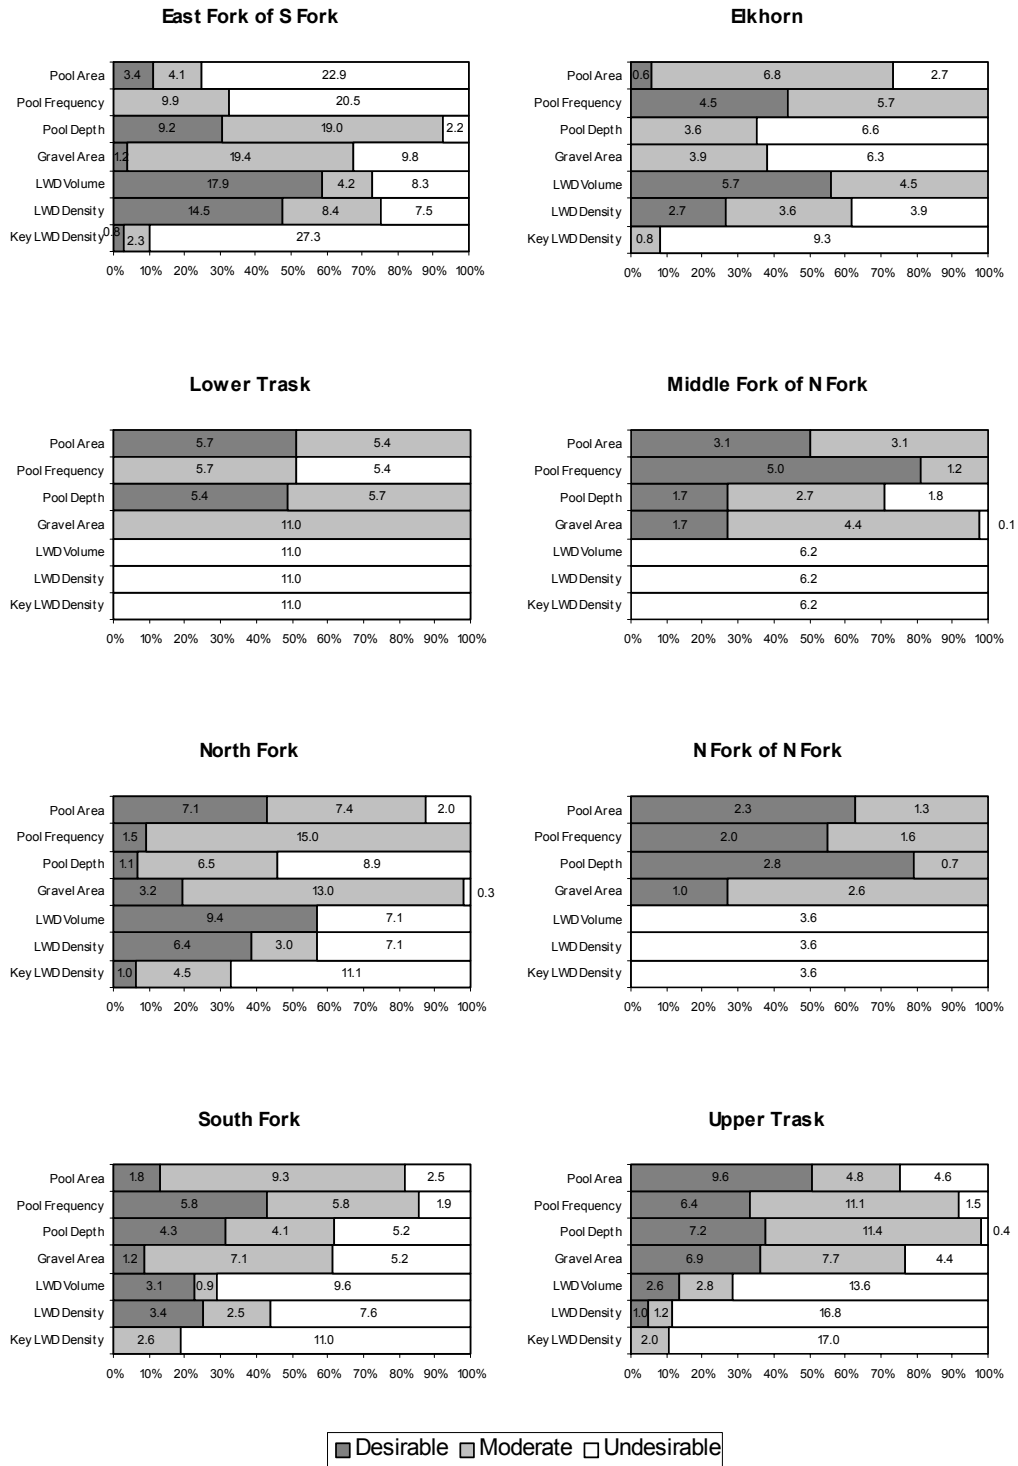 East Fork of S Fork
Pool Area 3.4 4.1 22.9
Pool Frequency 9.9 20.5
Pool Depth 9.2 19.0 2.2
Gravel Area 1.2 19.4 9.8
LWD Volume 17.9 4.2 8.3
LWD Density 14.5 8.4 7.5
Key LWD Density 0.8 2.3 27.3
0% 10% 20% 30% 40% 50% 60% 70% 80% 90% 100%
Elkhorn
Pool Area 0.6 6.8 2.7
Pool Frequency 4.5 5.7
Pool Depth 3.6 6.6
Gravel Area 3.9 6.3
LWD Volume 5.7 4.5
LWD Density 2.7 3.6 3.9
Key LWD Density 0.8 9.3
0% 10% 20% 30% 40% 50% 60% 70% 80% 90% 100%
Lower Trask
Pool Area 5.7 5.4
Pool Frequency 5.7 5.4
Pool Depth 5.4 5.7
Gravel Area 11.0
LWD Volume 11.0
LWD Density 11.0
Key LWD Density 11.0
0% 10% 20% 30% 40% 50% 60% 70% 80% 90% 100%
Middle Fork of N Fork
Pool Area 3.1 3.1
Pool Frequency 5.0 1.2
Pool Depth 1.7 2.7 1.8
Gravel Area 1.7 4.4 0.1
LWD Volume 6.2
LWD Density 6.2
Key LWD Density 6.2
0% 10% 20% 30% 40% 50% 60% 70% 80% 90% 100%
North Fork
Pool Area 7.1 7.4 2.0
Pool Frequency 1.5 15.0
Pool Depth 1.1 6.5 8.9
Gravel Area 3.2 13.0 0.3
LWD Volume 9.4 7.1
LWD Density 6.4 3.0 7.1
Key LWD Density 1.0 4.5 11.1
0% 10% 20% 30% 40% 50% 60% 70% 80% 90% 100%
N Fork of N Fork
Pool Area 2.3 1.3
Pool Frequency 2.0 1.6
Pool Depth 2.8 0.7
Gravel Area 1.0 2.6
LWD Volume 3.6
LWD Density 3.6
Key LWD Density 3.6
0% 10% 20% 30% 40% 50% 60% 70% 80% 90% 100%
South Fork
Pool Area 1.8 9.3 2.5
Pool Frequency 5.8 5.8 1.9
Pool Depth 4.3 4.1 5.2
Gravel Area 1.2 7.1 5.2
LWD Volume 3.1 0.9 9.6
LWD Density 3.4 2.5 7.6
Key LWD Density 2.6 11.0
0% 10% 20% 30% 40% 50% 60% 70% 80% 90% 100%
Upper Trask
Pool Area 9.6 4.8 4.6
Pool Frequency 6.4 11.1 1.5
Pool Depth 7.2 11.4 0.4
Gravel Area 6.9 7.7 4.4
LWD Volume 2.6 2.8 13.6
LWD Density 1.0 1.2 16.8
Key LWD Density 2.0 17.0
0% 10% 20% 30% 40% 50% 60% 70% 80% 90% 100%
Desirable Moderate Undesirable